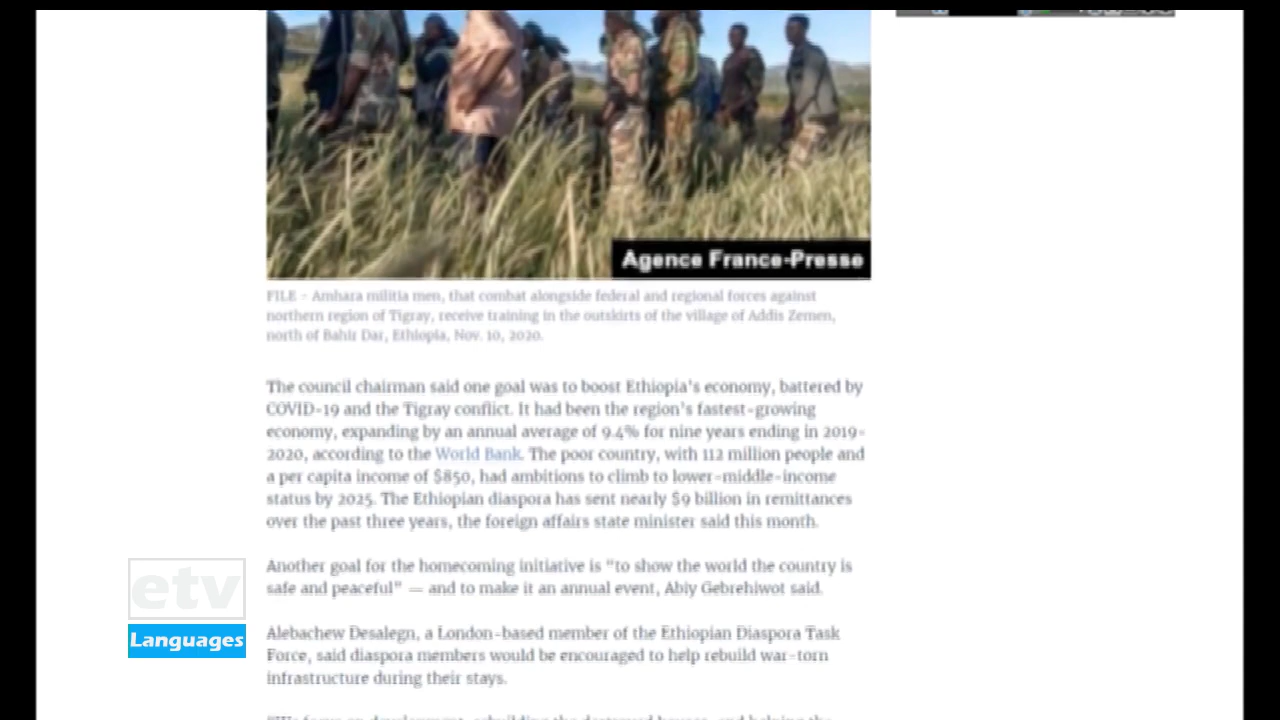 Agence France-Presse
FILE - Amhara militia men, that combat alongside federal and regional forces against
northern region of Tigray, receive training in the outskirts of the village of Addis Zemen,
north of Bahir Dar, Ethiopia, Nov. 10, 2020.
The council chairman said one goal was to boost Ethiopia's economy, battered by
COVID-19 and the Tigray conflict. It had been the region's fastest-growing
economy, expanding by an annual average of 9.4% for nine years ending in 2019-
2020, according to the World Bank. The poor country, with 112 million people and
a per capita income of $850, had ambitions to climb to lower-middle-income
status by 2025. The Ethiopian diaspora has sent nearly $9 billion in remittances
over the past three years, the foreign affairs state minister said this month.
Another goal for the homecoming initiative is "to show the world the country is
safe and peaceful" — and to make it an annual event, Abiy Gebrehiwot said.
etv
Languages
Alebachew Desalegn, a London-based member of the Ethiopian Diaspora Task
Force, said diaspora members would be encouraged to help rebuild war-torn
infrastructure during their stays.